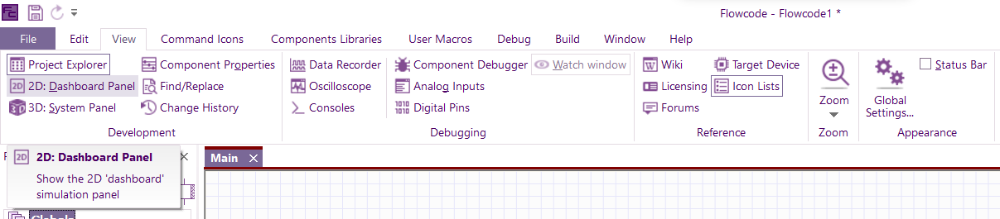 Flowcode - Flowcode1 *
File Edit View Command Icons Components Libraries User Macros Debug Build Window Help
Project Explorer Component Properties Data Recorder Component Debugger Watch window Wiki Target Device Status Bar
2D: Dashboard Panel Find/Replace Oscilloscope Analog Inputs Licensing Icon Lists
3D: System Panel Change History Consoles Digital Pins Forums
Zoom Global
Settings...
Development Debugging Reference Zoom Appearance
2D: Dashboard Panel
Main
Show the 2D 'dashboard'
simulation panel
Globals